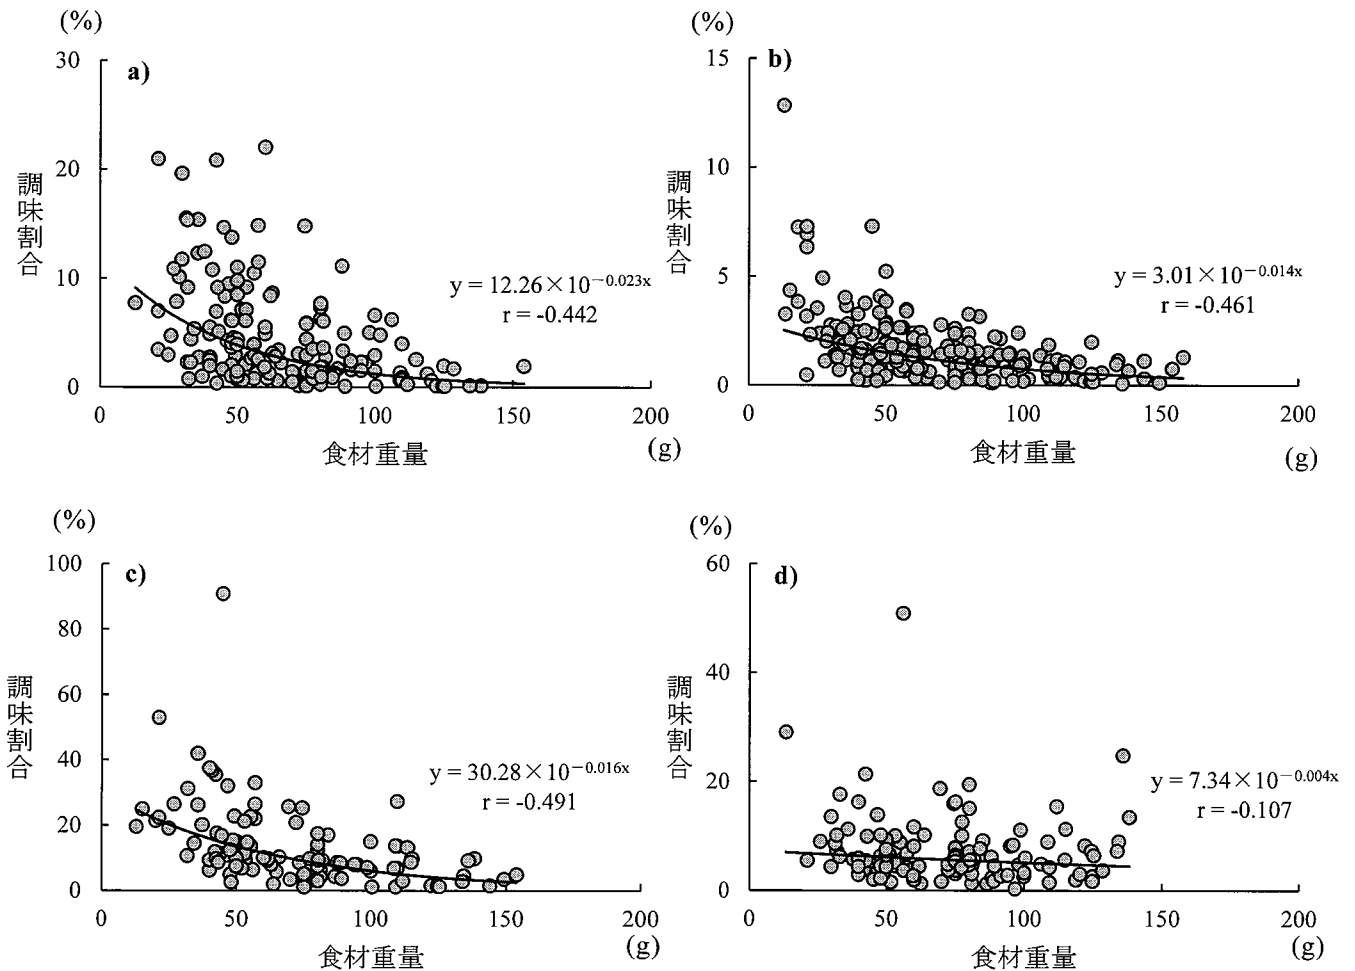 (%)
a)
30
20
10
0
調味割合
y = 12.26×10−0.023x
r = -0.442
0 50 100 150 200
食材重量
(g)
(%)
b)
15
10
5
0
調味割合
y = 3.01×10−0.014x
r = -0.461
0 50 100 150 200
食材重量
(g)
(%)
c)
100
80
60
40
20
0
調味割合
y = 30.28×10−0.016x
r = -0.491
0 50 100 150 200
食材重量
(g)
(%)
d)
60
40
20
0
調味割合
y = 7.34×10−0.004x
r = -0.107
0 50 100 150 200
食材重量
(g)